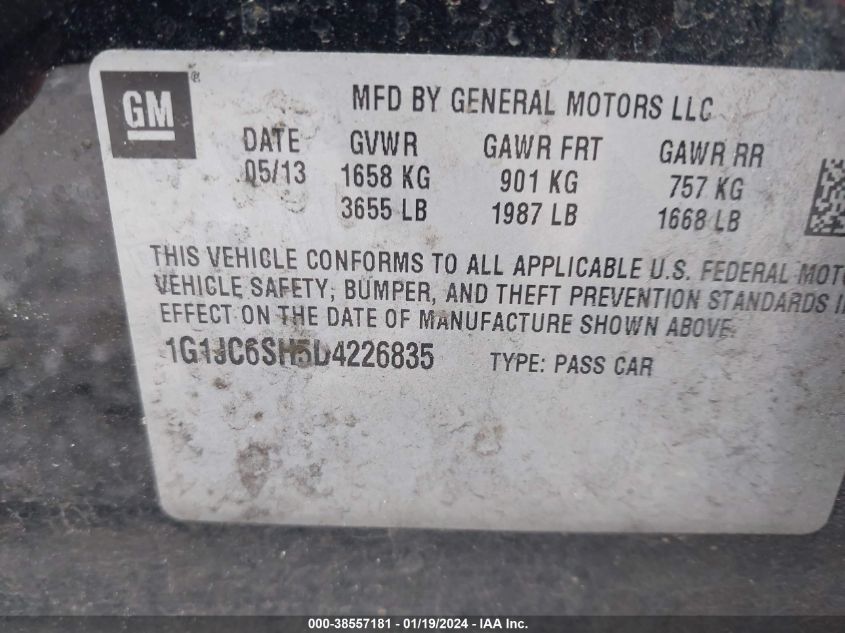 GM ®
MFD BY GENERAL MOTORS LLC
DATE GVWR GAWR FRT GAWR RR
05/13 1658 KG 901 KG 757 KG
3655 LB 1987 LB 1668 LB
THIS VEHICLE CONFORMS TO ALL APPLICABLE U.S. FEDERAL MOT
VEHICLE SAFETY, BUMPER, AND THEFT PREVENTION STANDARDS I
EFFECT ON THE DATE OF MANUFACTURE SHOWN ABOVE.
1G1JC6SH5D4226835 TYPE: PASS CAR
000-38557181 - 01/19/2024 - IAAI Inc.